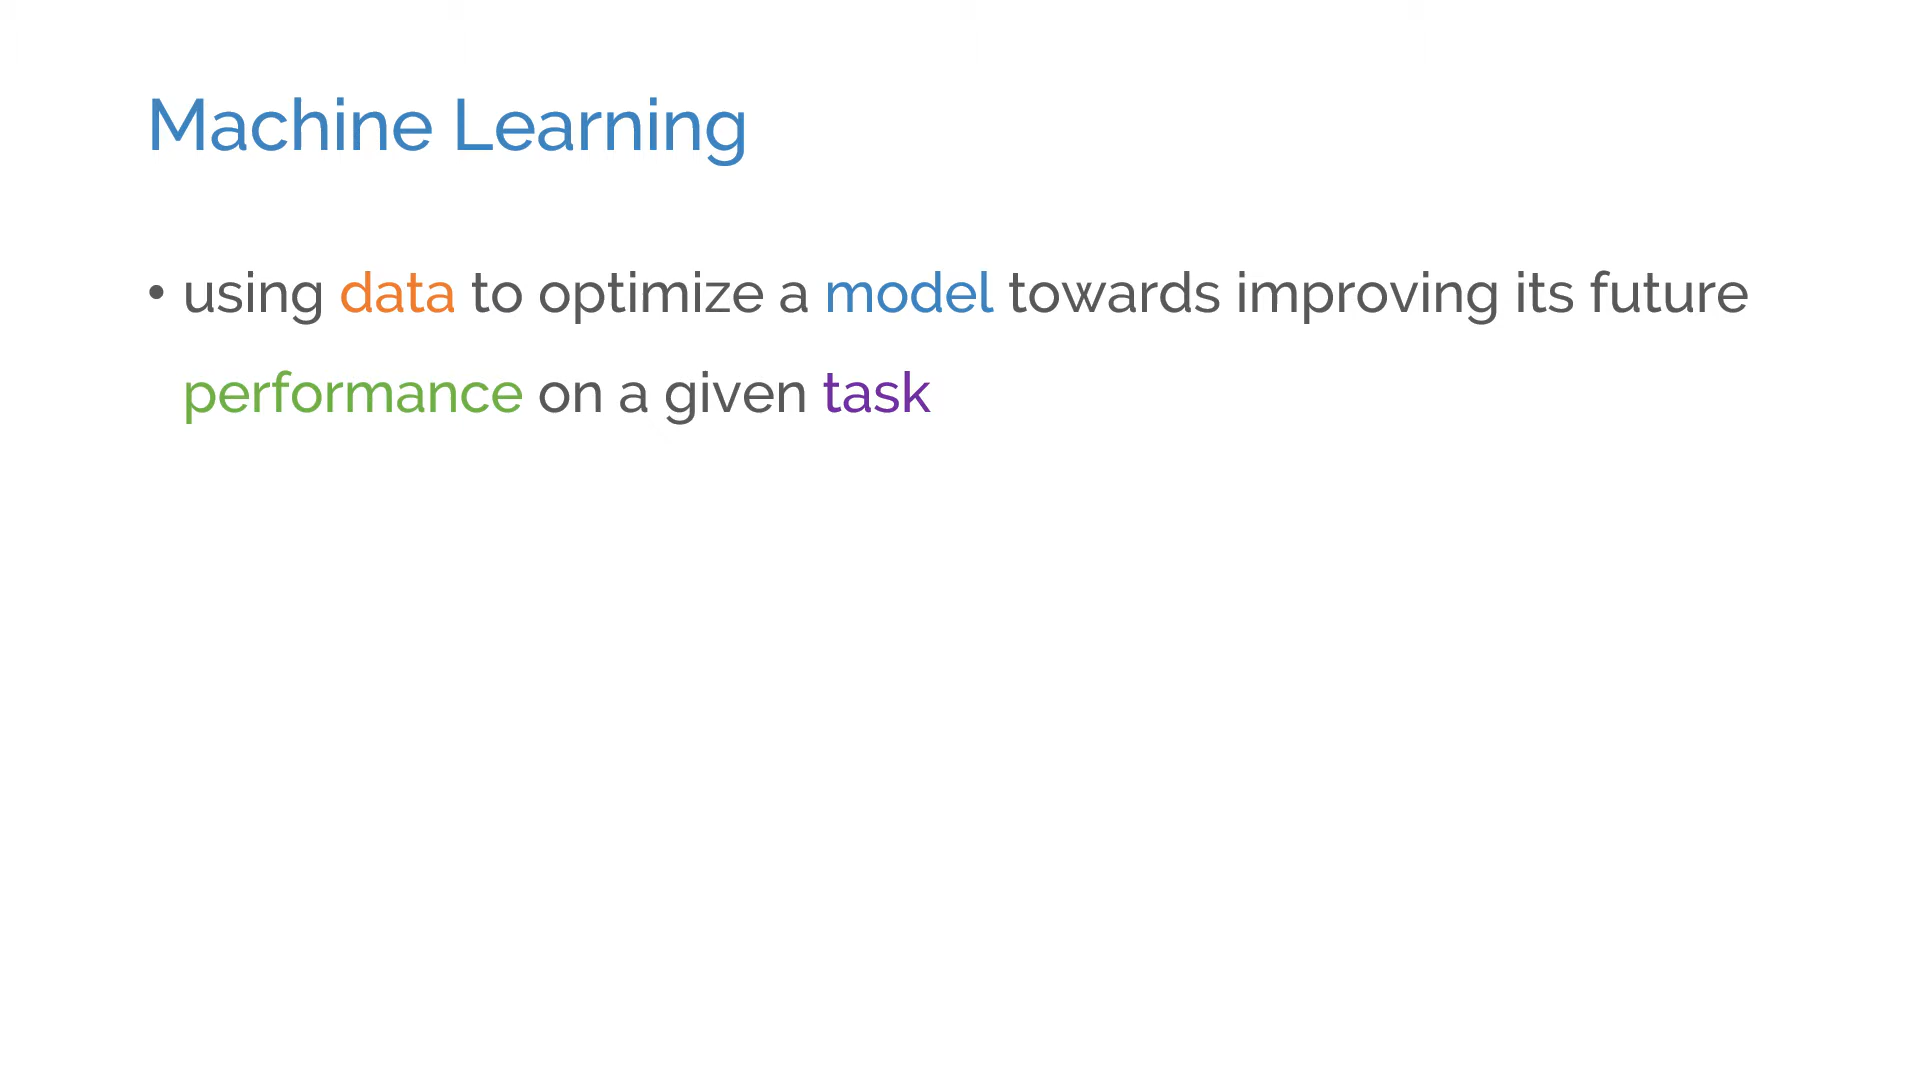 Machine Learning
• using data to optimize a model towards improving its future
performance on a given task